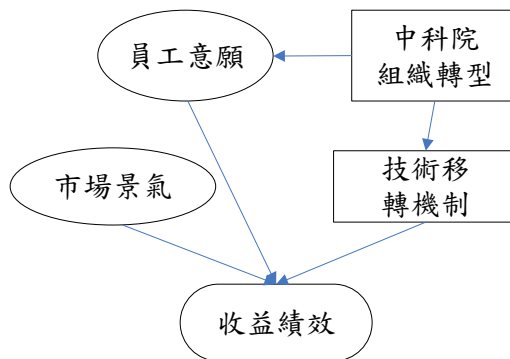 員工意願
中科院
組織轉型
市場景氣
技術移
轉機制
收益績效